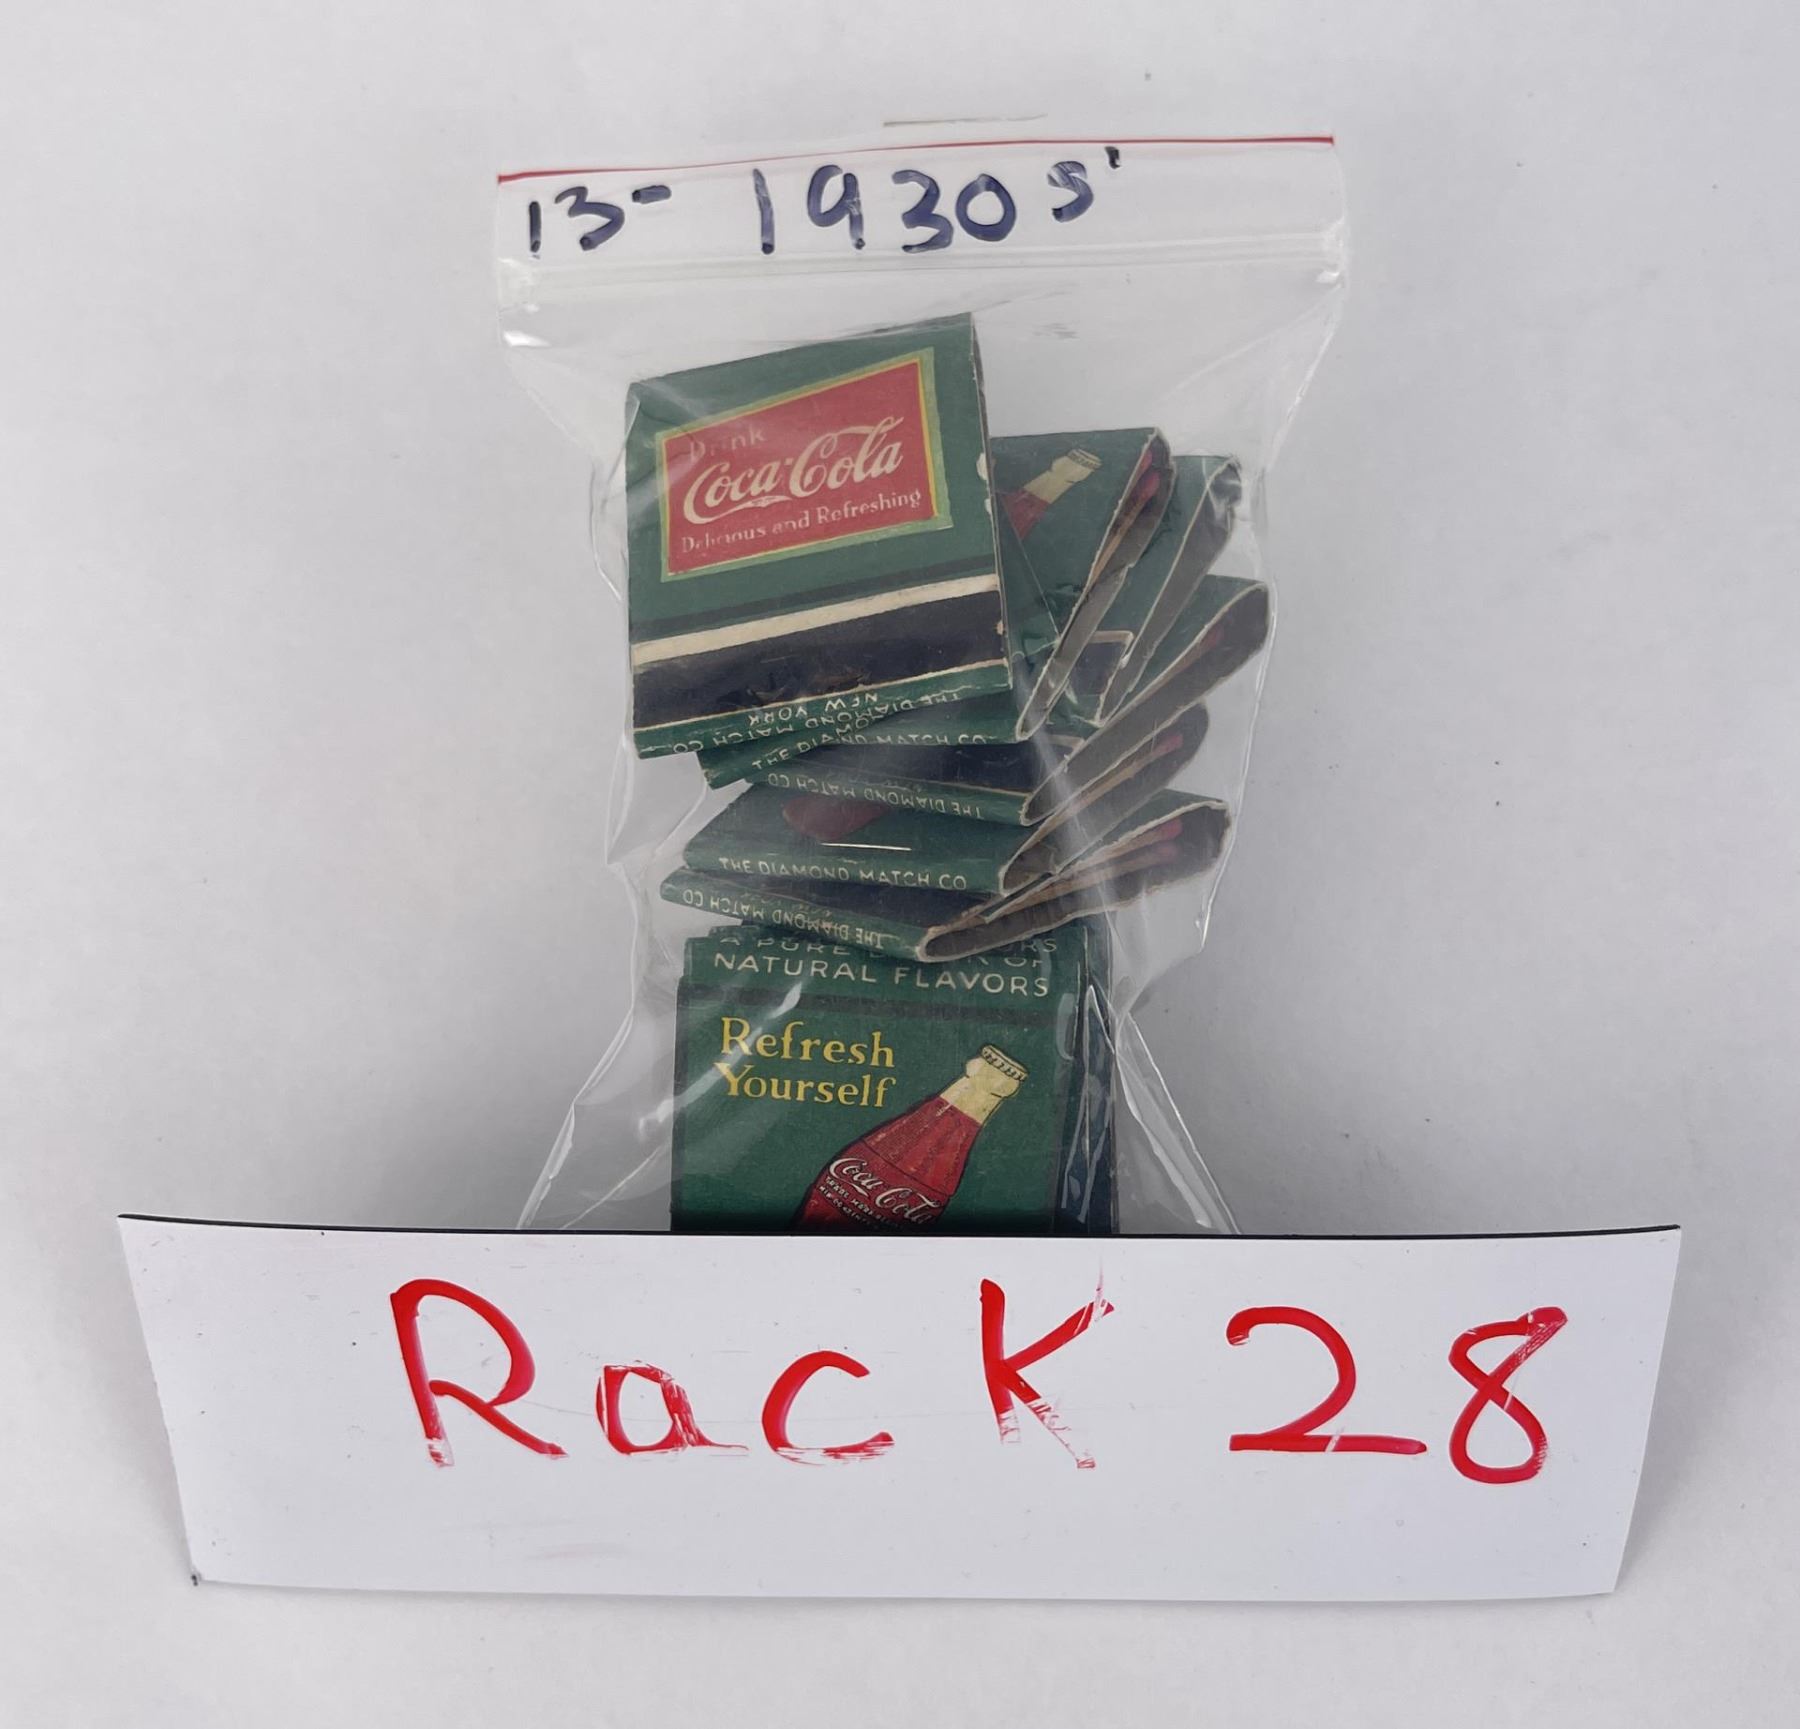 13- 1930s'
Drink
Coca-Cola
Delicious and Refreshing
THE DIAMOND MATCH CO
NEW YORK
THE DIAMOND MATCH CO
THE DIAMOND MATCH CO
THE DIAMOND MATCH CO
THE DIAMOND MATCH CO
A PURE
NATURAL FLAVORS
Refresh
Yourself
Coca-Cola
Rack 28